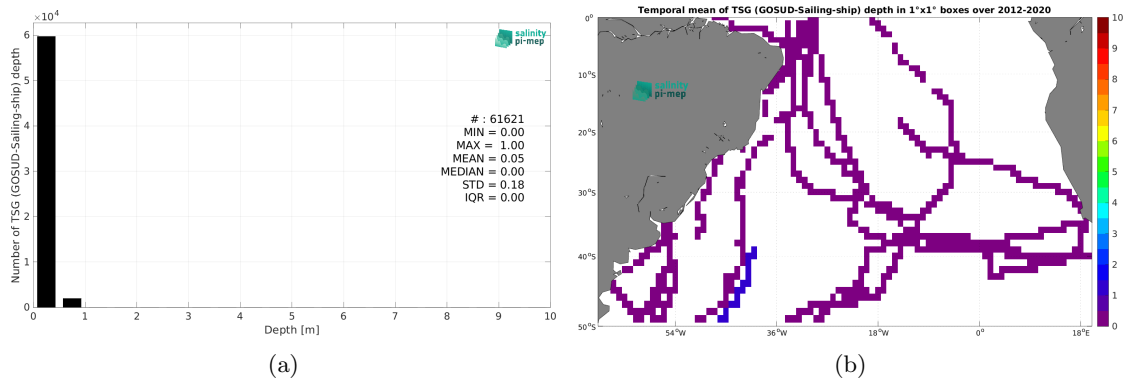 ×10⁴
6
5
4
3
2
1
0
Number of TSG (GOSUD-Sailing-ship) depth
salinity
pi-mep
# : 61621
MIN = 0.00
MAX = 1.00
MEAN = 0.05
MEDIAN = 0.00
STD = 0.18
IQR = 0.00
0 1 2 3 4 5 6 7 8 9 10
Depth [m]
(a)
Temporal mean of TSG (GOSUD-Sailing-ship) depth in 1°x1° boxes over 2012-2020
0°
10°S
20°S
30°S
40°S
50°S
salinity
pi-mep
54°W 36°W 18°W 0° 18°E
10
9
8
7
6
5
4
3
2
1
0
(b)